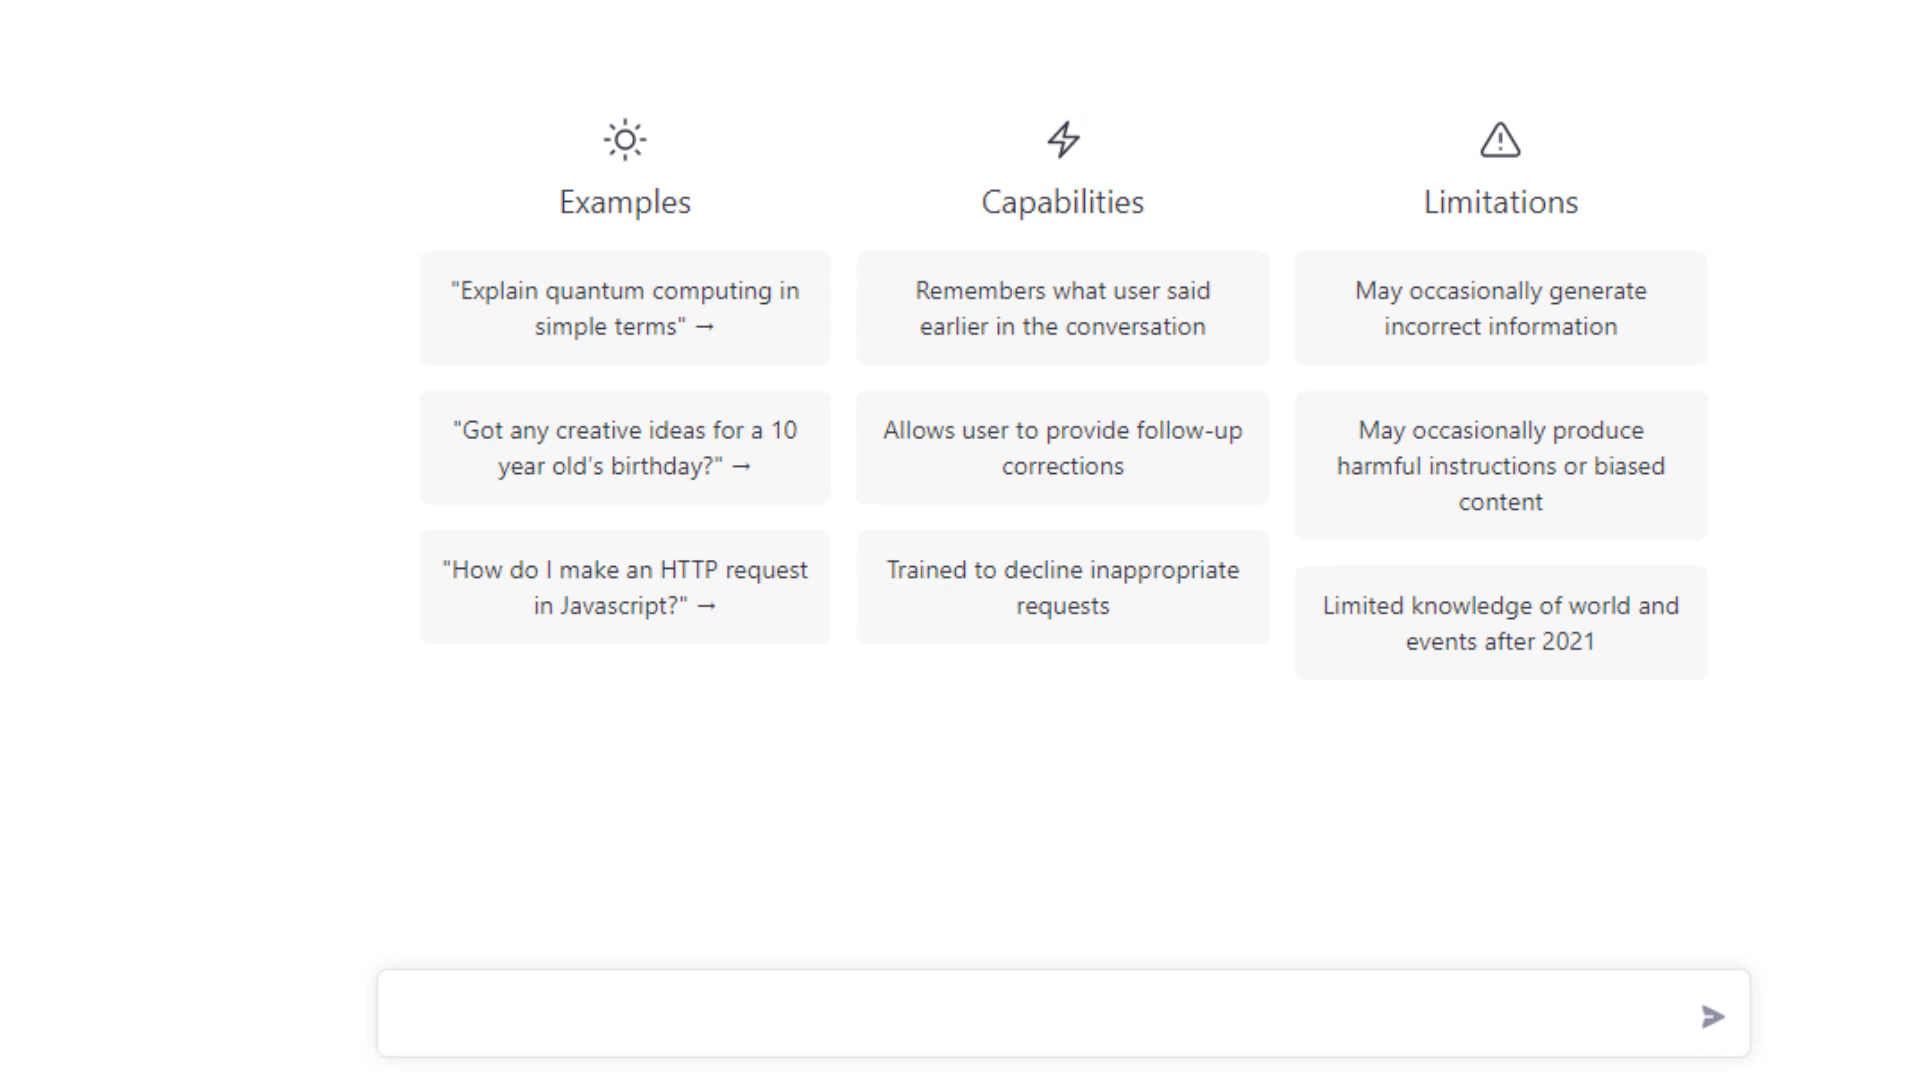 Examples
"Explain quantum computing in
simple terms" →
"Got any creative ideas for a 10
year old’s birthday?" →
"How do I make an HTTP request
in Javascript?" →
Capabilities
Remembers what user said
earlier in the conversation
Allows user to provide follow-up
corrections
Trained to decline inappropriate
requests
Limitations
May occasionally generate
incorrect information
May occasionally produce
harmful instructions or biased
content
Limited knowledge of world and
events after 2021